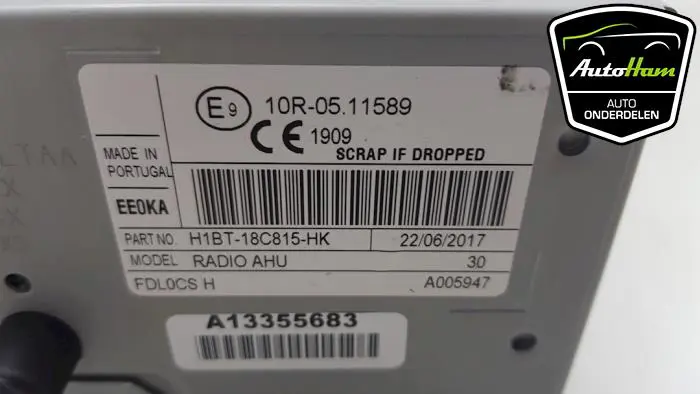 AutoHam
AUTO
ONDERDELEN
E9 10R-05.11589
CE 1909
SCRAP IF DROPPED
MADE IN
PORTUGAL
EE0KA
PART NO. H1BT-18C815-HK 22/06/2017
MODEL RADIO AHU 30
FDL0CS H A005947
A13355683